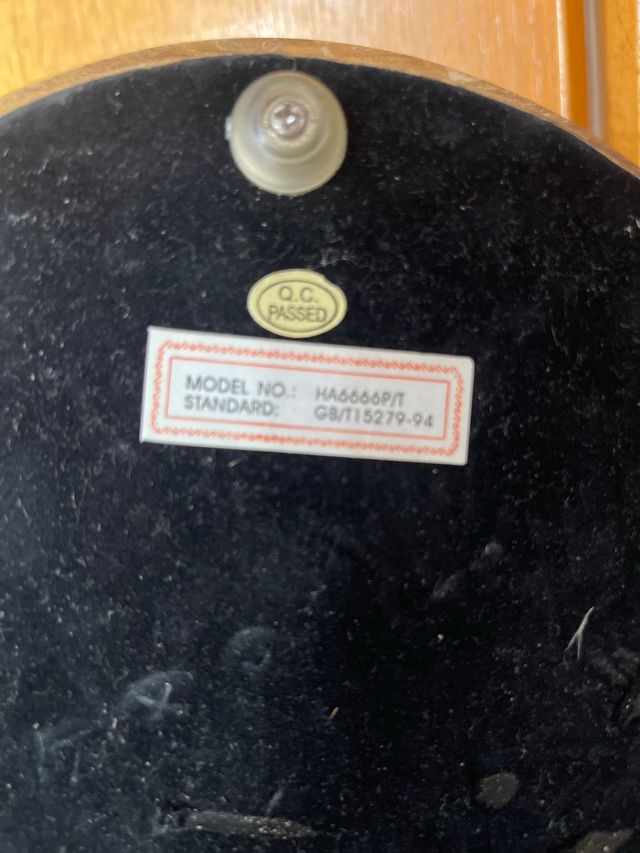 Q.C.
PASSED
MODEL NO.: HA6666P/T
STANDARD: GB/T15279-94